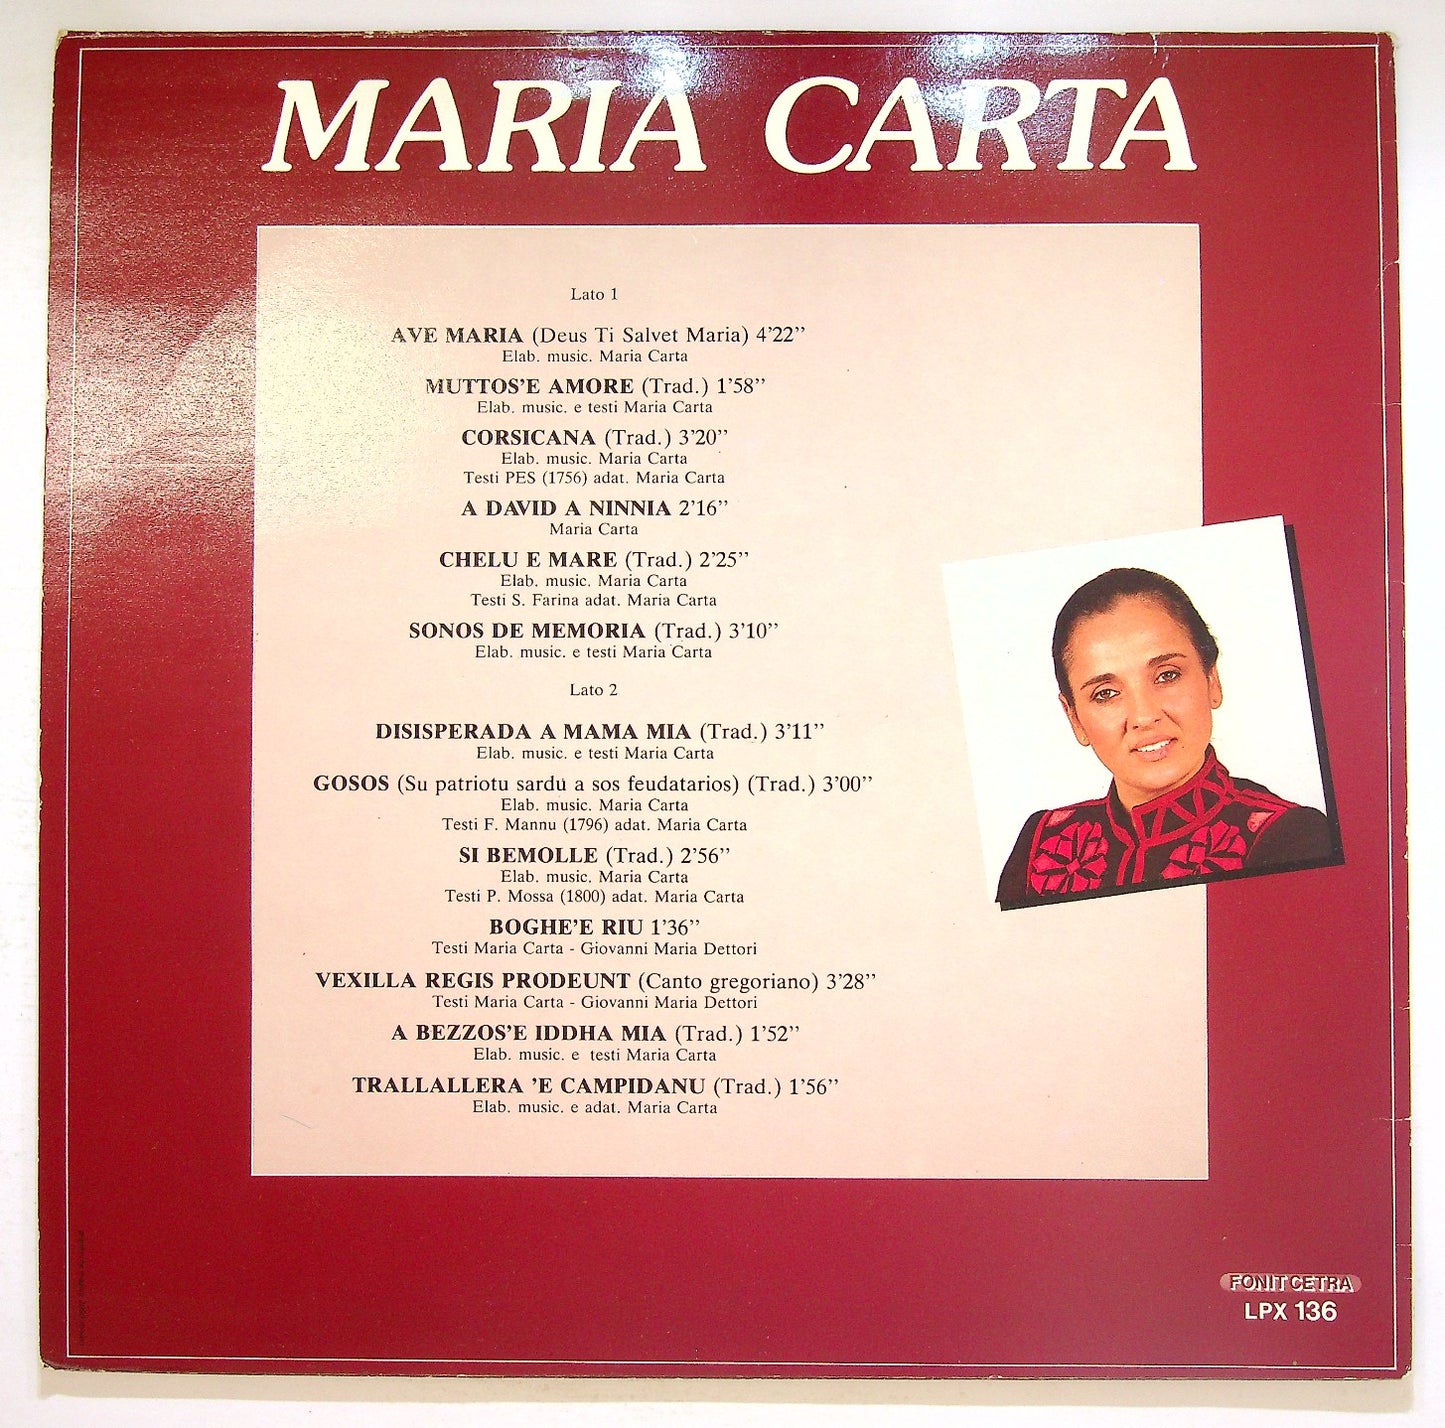 MARIA CARTA
Lato 1
AVE MARIA (Deus Ti Salvet Maria) 4'22''
Elab. music. Maria Carta
MUTTOS'E AMORE (Trad.) 1'58''
Elab. music. e testi Maria Carta
CORSICANA (Trad.) 3'20''
Elab. music. Maria Carta
Testi PES (1756) adat. Maria Carta
A DAVID A NINNIA 2'16''
Maria Carta
CHELU E MARE (Trad.) 2'25''
Elab. music. Maria Carta
Testi S. Farina adat. Maria Carta
SONOS DE MEMORIA (Trad.) 3'10''
Elab. music. e testi Maria Carta
Lato 2
DISISPERADA A MAMA MIA (Trad.) 3'11''
Elab. music. e testi Maria Carta
GOSOS (Su patriotu sardu a sos feudatarios) (Trad.) 3'00''
Elab. music. Maria Carta
Testi F. Mannu (1796) adat. Maria Carta
SI BEMOLLE (Trad.) 2'56''
Elab. music. Maria Carta
Testi P. Mossa (1800) adat. Maria Carta
BOGHE'E RIU 1'36''
Testi Maria Carta - Giovanni Maria Dettori
VEXILLA REGIS PRODEUNT (Canto gregoriano) 3'28''
Testi Maria Carta - Giovanni Maria Dettori
A BEZZOS'E IDDHA MIA (Trad.) 1'52''
Elab. music. e testi Maria Carta
TRALLALLERA 'E CAMPIDANU (Trad.) 1'56''
Elab. music. e adat. Maria Carta
FONIT CETRA
LPX 136